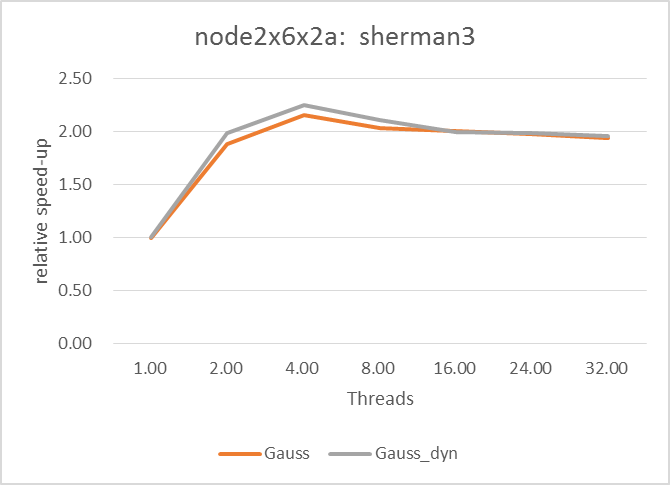 node2x6x2a:  sherman3
2.50
2.00
1.50
1.00
0.50
0.00
relative speed-up
1.00 2.00 4.00 8.00 16.00 24.00 32.00
Threads
Gauss Gauss_dyn